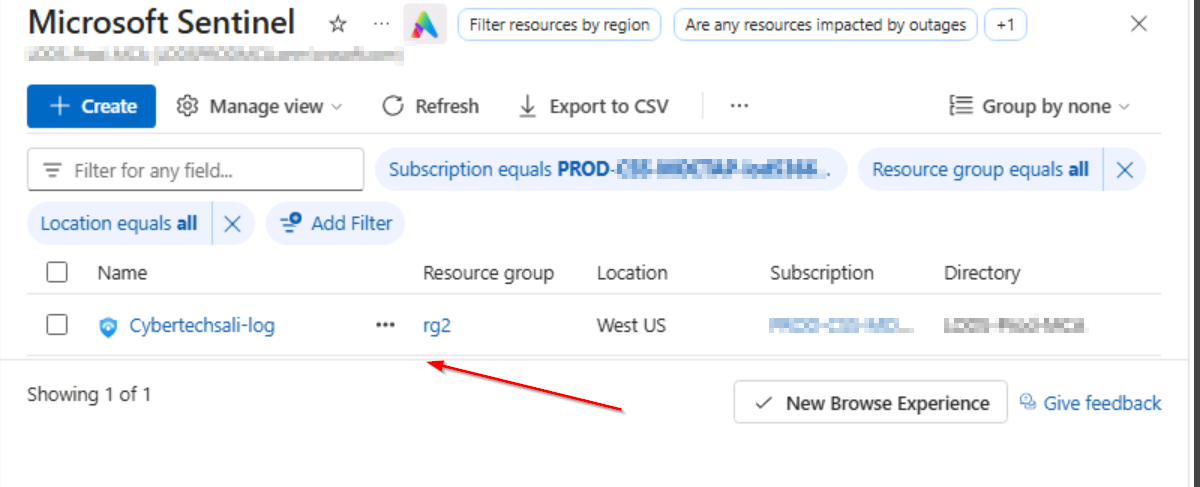 Microsoft Sentinel ... Filter resources by region Are any resources impacted by outages +1
Create Manage view Refresh Export to CSV ... Group by none
Filter for any field... Subscription equals PROD- Resource group equals all
Location equals all Add Filter
Name Resource group Location Subscription Directory
Cybertechsali-log ... rg2 West US
Showing 1 of 1 New Browse Experience Give feedback